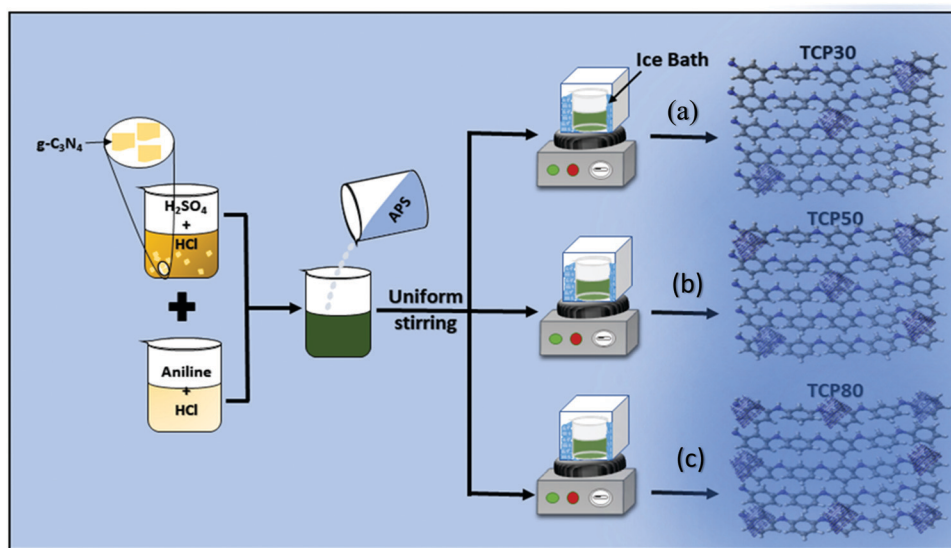 g-C₃N₄
H₂SO₄
+
HCl
Aniline
+
HCl
APS
Uniform
stirring
Ice Bath
(a)
TCP30
(b)
TCP50
(c)
TCP80